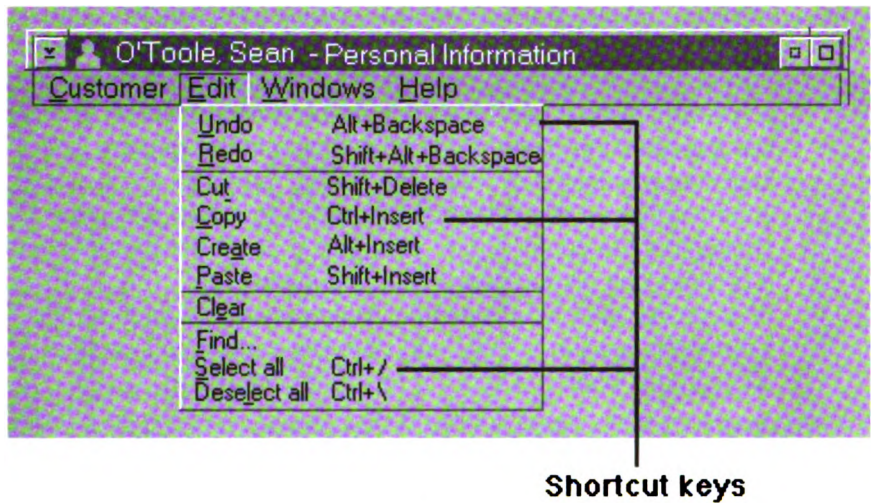 O'Toole, Sean - Personal Information
Customer Edit Windows Help
Undo Alt+Backspace
Redo Shift+Alt+Backspace
Cut Shift+Delete
Copy Ctrl+Insert
Create Alt+Insert
Paste Shift+Insert
Clear
Find...
Select all Ctrl+/
Deselect all Ctrl+\
Shortcut keys